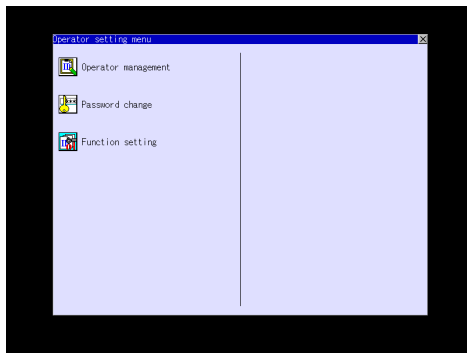 Operator setting menu
Operator management
Password change
Function setting